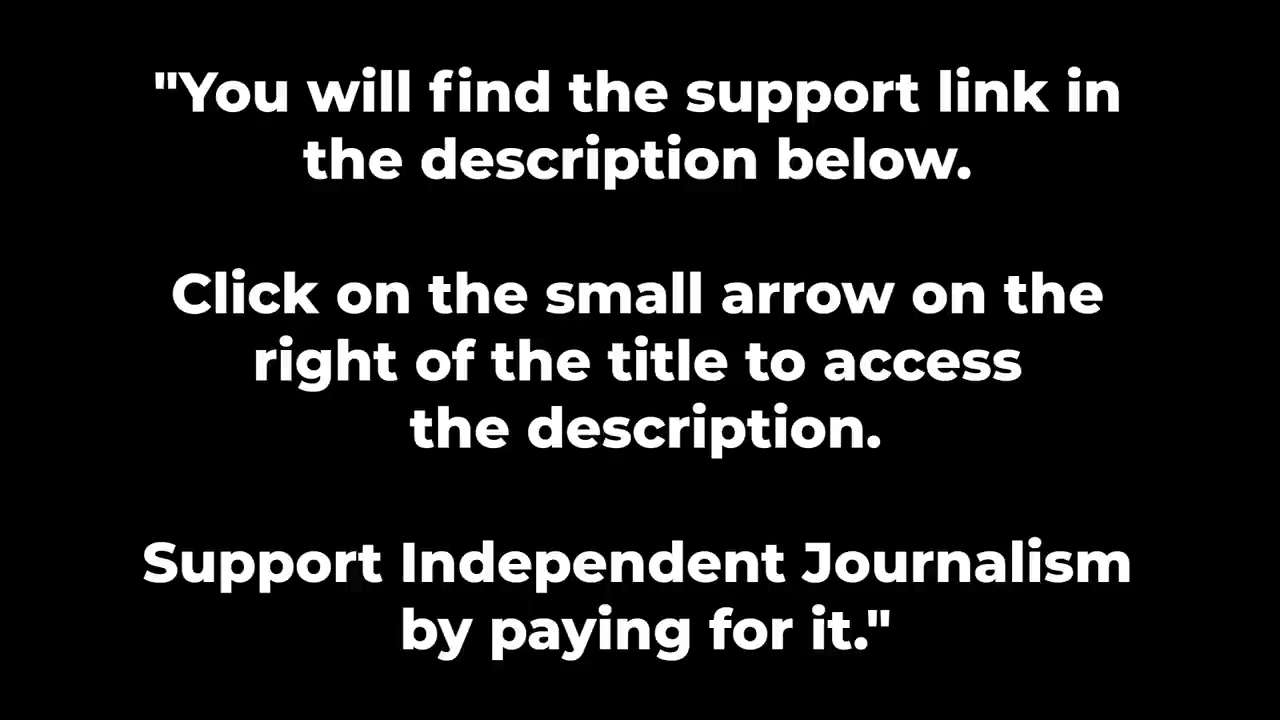 "You will find the support link in
the description below.
Click on the small arrow on the
right of the title to access
the description.
Support Independent Journalism
by paying for it."